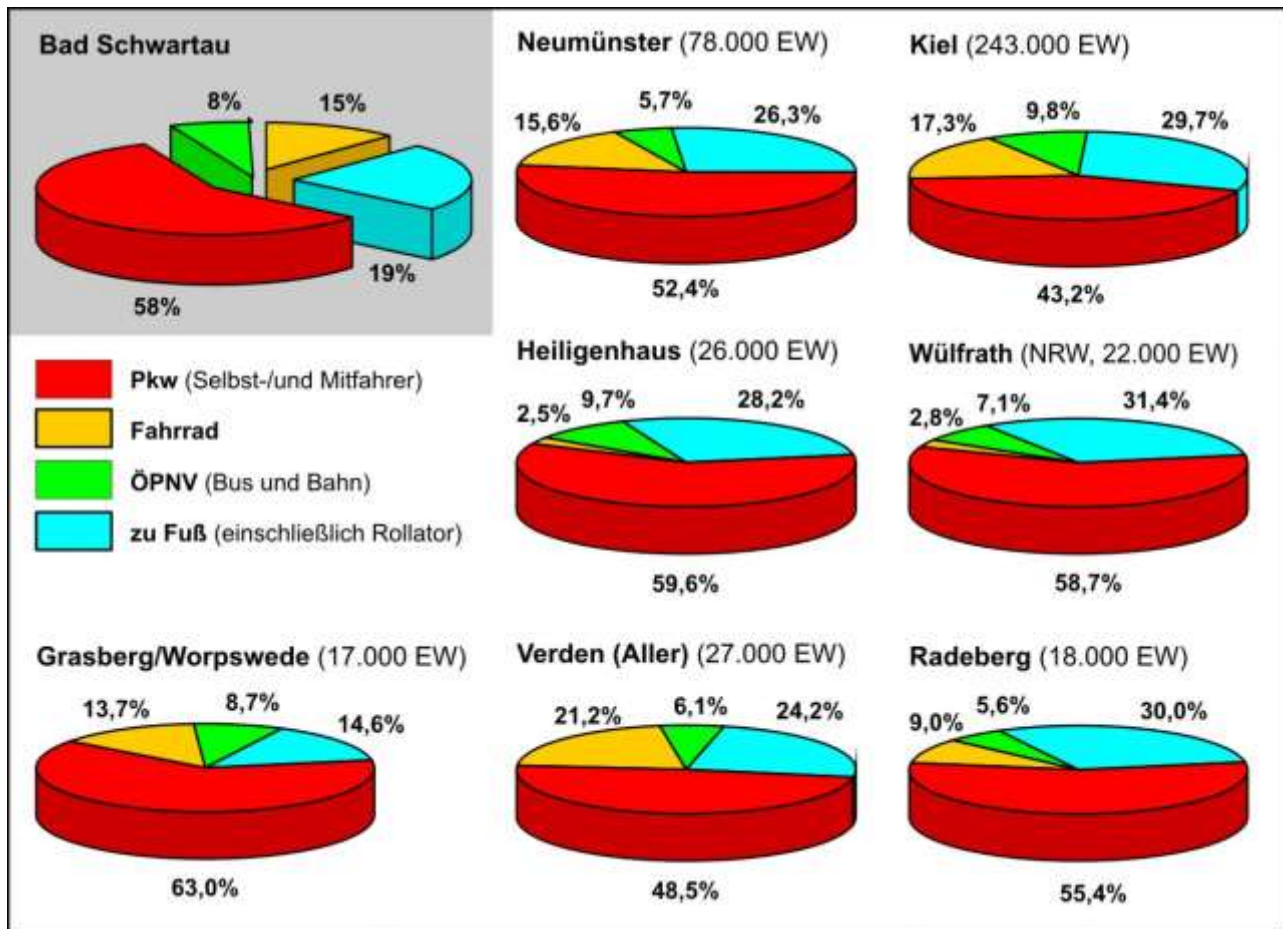 Bad Schwartau
8%
15%
19%
58%
Neumünster (78.000 EW)
15,6%
5,7%
26,3%
52,4%
Kiel (243.000 EW)
17,3%
9,8%
29,7%
43,2%
Pkw (Selbst-/und Mitfahrer)
Fahrrad
ÖPNV (Bus und Bahn)
zu Fuß (einschließlich Rollator)
Heiligenhaus (26.000 EW)
2,5%
9,7%
28,2%
59,6%
Wülfrath (NRW, 22.000 EW)
2,8%
7,1%
31,4%
58,7%
Grasberg/Worpswede (17.000 EW)
13,7%
8,7%
14,6%
63,0%
Verden (Aller) (27.000 EW)
21,2%
6,1%
24,2%
48,5%
Radeberg (18.000 EW)
9,0%
5,6%
30,0%
55,4%